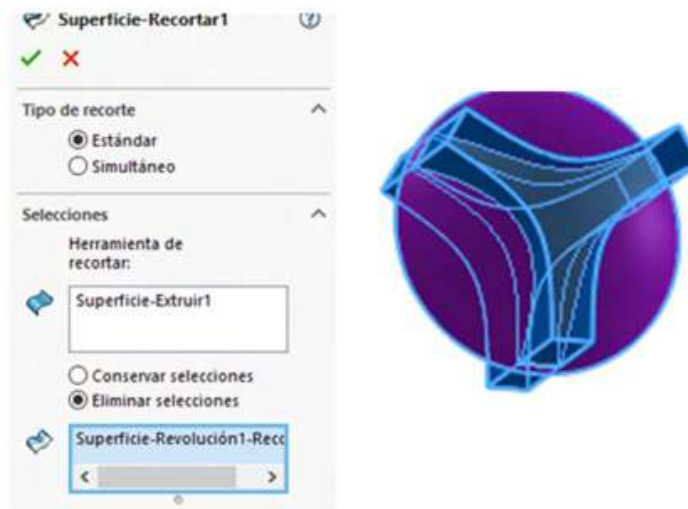 Superficie-Recortar1
Tipo de recorte
Estándar
Simultáneo
Selecciones
Herramienta de
recortar:
Superficie-Extruir1
Conservar selecciones
Eliminar selecciones
Superficie-Revolución1-Recc